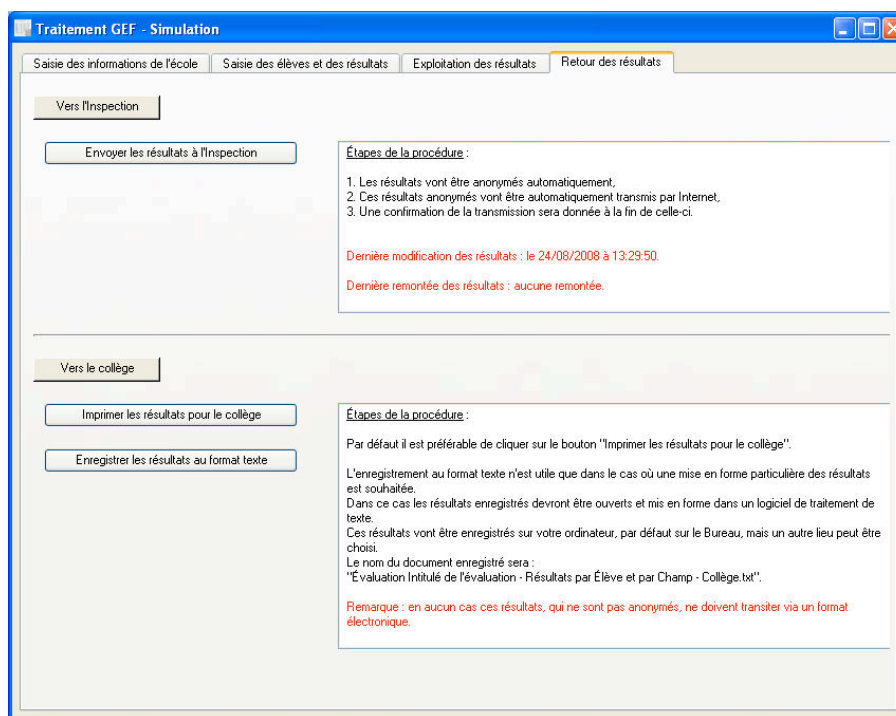 Traitement GEF - Simulation
Saisie des informations de l'école
Saisie des élèves et des résultats
Exploitation des résultats
Retour des résultats
Vers l'Inspection
Envoyer les résultats à l'Inspection
Étapes de la procédure :
1. Les résultats vont être anonymés automatiquement,
2. Ces résultats anonymés vont être automatiquement transmis par Internet,
3. Une confirmation de la transmission sera donnée à la fin de celle-ci.
Dernière modification des résultats : le 24/08/2008 à 13:29:50.
Dernière remontée des résultats : aucune remontée.
Vers le collège
Imprimer les résultats pour le collège
Enregistrer les résultats au format texte
Étapes de la procédure :
Par défaut il est préférable de cliquer sur le bouton "Imprimer les résultats pour le collège".
L'enregistrement au format texte n'est utile que dans le cas où une mise en forme particulière des résultats
est souhaitée.
Dans ce cas les résultats enregistrés devront être ouverts et mis en forme dans un logiciel de traitement de
texte.
Ces résultats vont être enregistrés sur votre ordinateur, par défaut sur le Bureau, mais un autre lieu peut être
choisi.
Le nom du document enregistré sera :
"Évaluation Intitulé de l'évaluation - Résultats par Élève et par Champ - Collège.txt".
Remarque : en aucun cas ces résultats, qui ne sont pas anonymés, ne doivent transiter via un format
électronique.